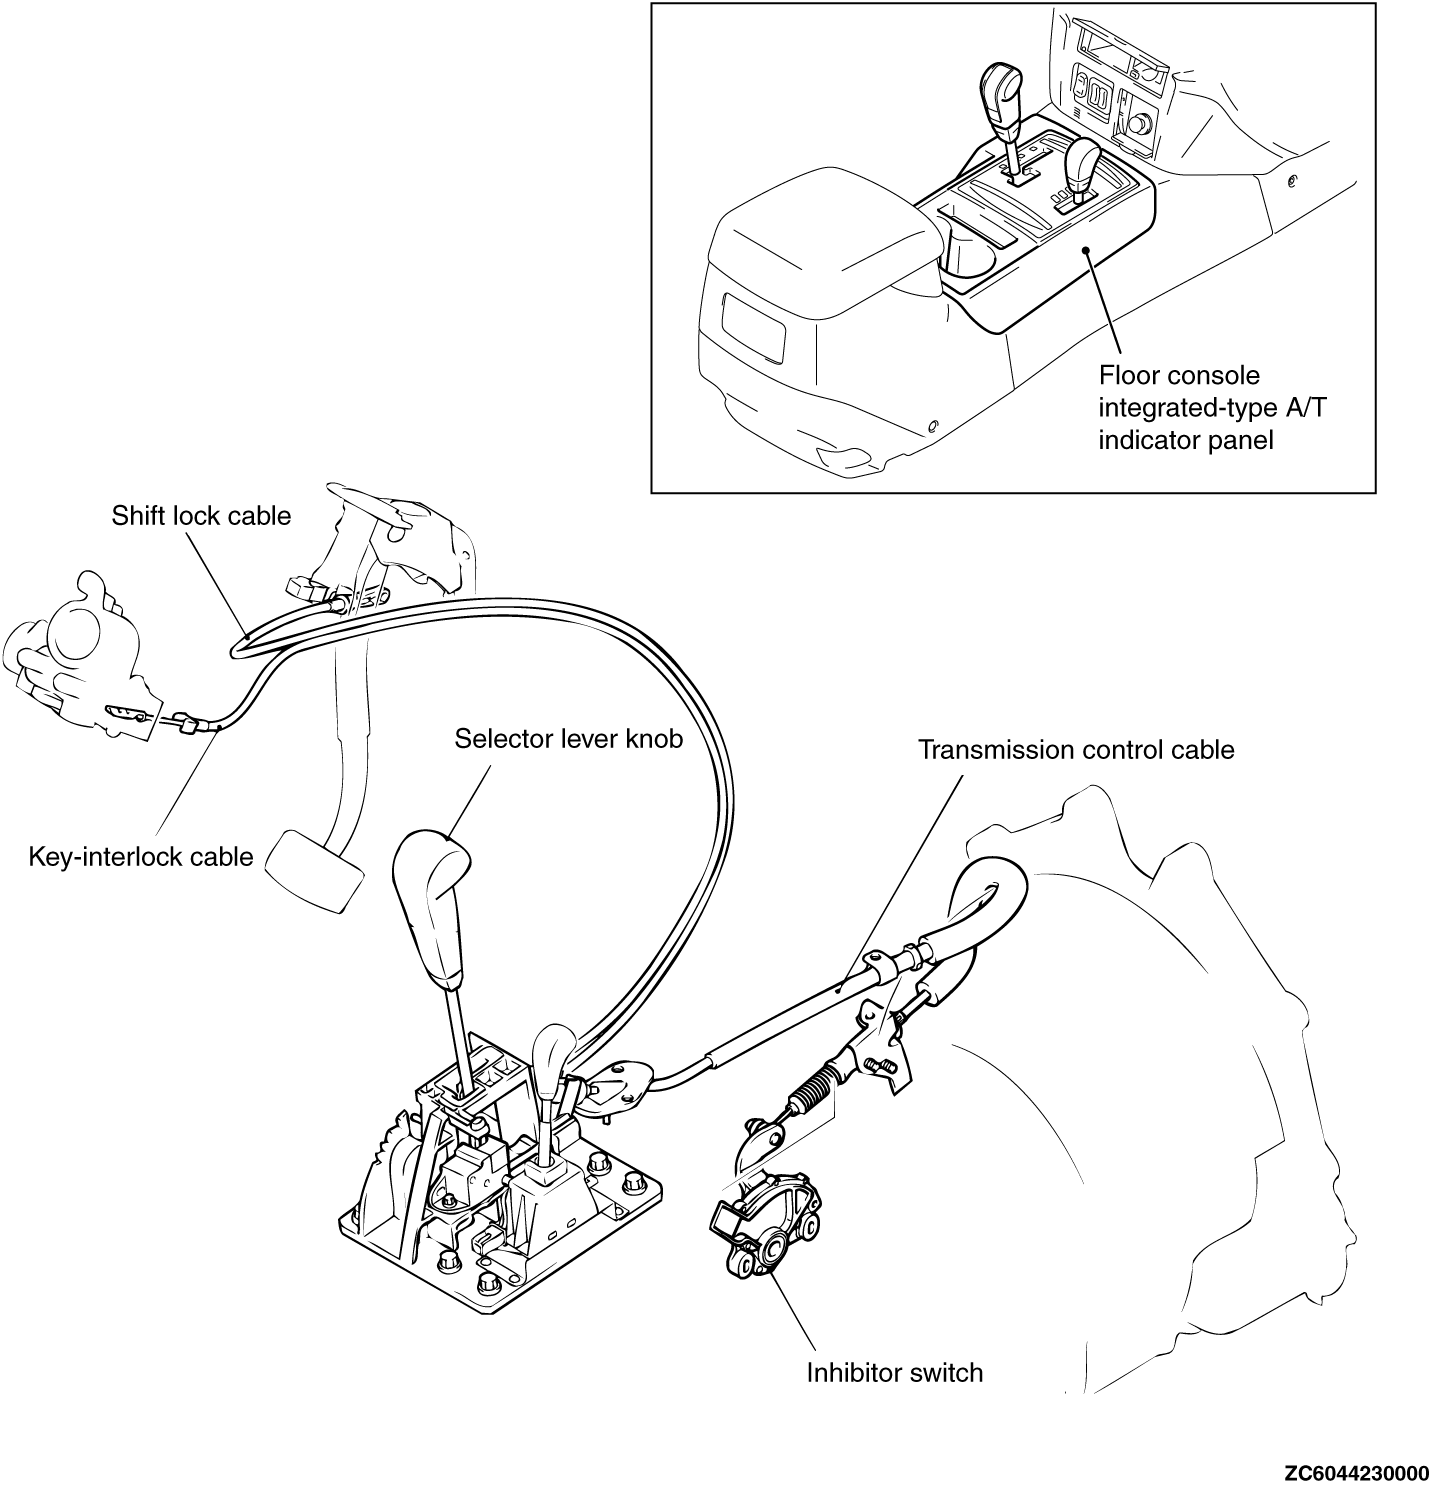 Floor console
integrated-type A/T
indicator panel
Shift lock cable
Selector lever knob
Transmission control cable
Key-interlock cable
Inhibitor switch
ZC6044230000